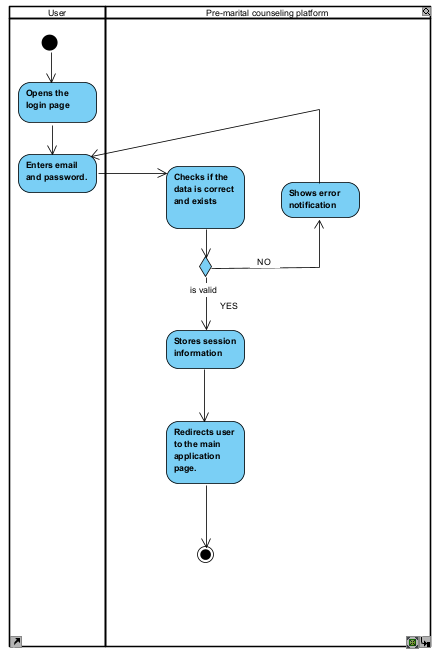 User
Pre-marital counseling platform
Opens the
login page
Enters email
and password.
Checks if the
data is correct
and exists
Shows error
notification
NO
is valid
YES
Stores session
information
Redirects user
to the main
application
page.